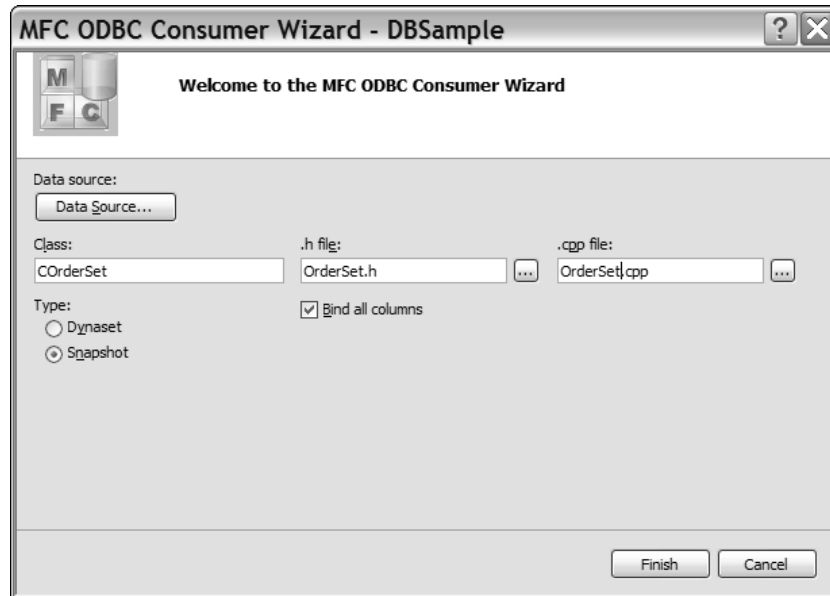 MFC ODBC Consumer Wizard - DBSample
?
X
M
F C
Welcome to the MFC ODBC Consumer Wizard
Data source:
Data Source...
Class: .h file: .cpp file:
COrderSet OrderSet.h ... OrderSet.cpp ...
Type:
Dynaset
Bind all columns
Snapshot
Finish Cancel